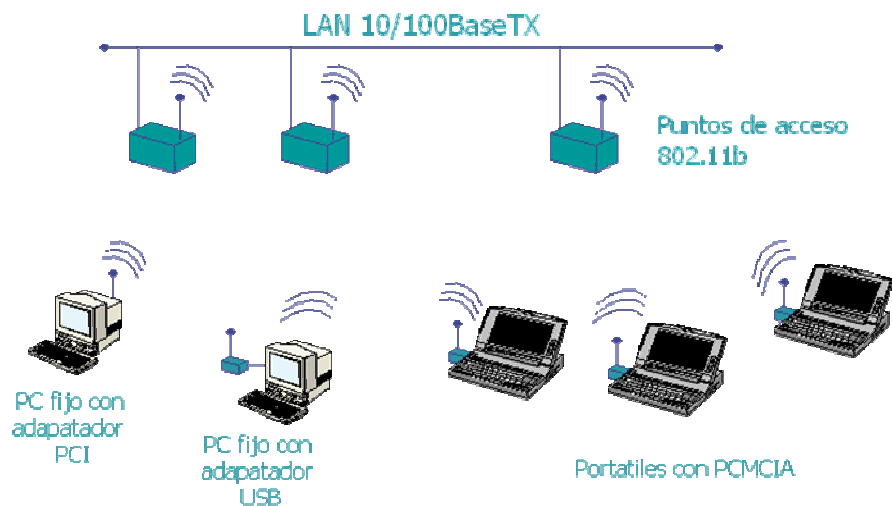 LAN 10/100BaseTX
Puntos de acceso
802.11b
PC fijo con
adapatador
PCI
PC fijo con
adapatador
USB
Portatiles con PCMCIA